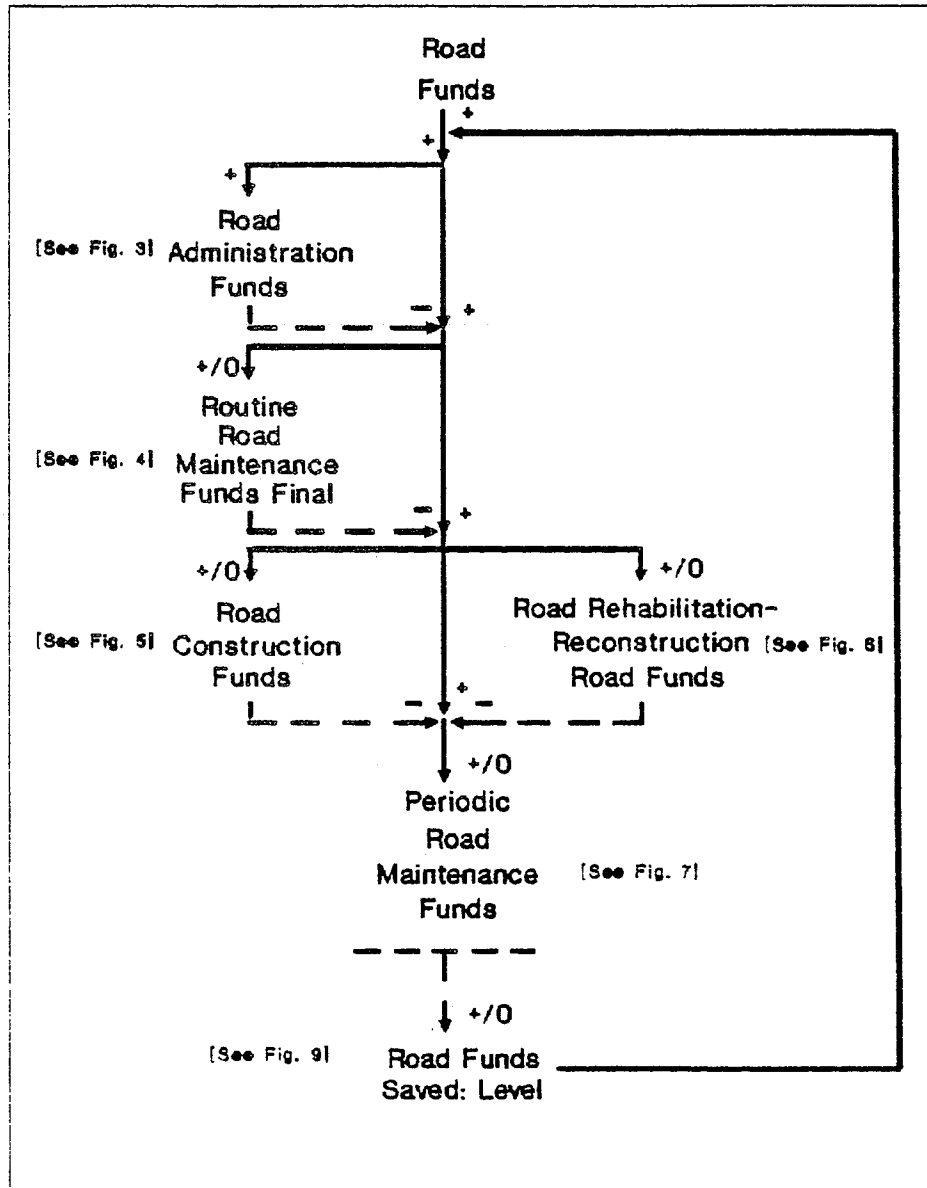 Road
Funds
+
+
+
Road
[See Fig. 3] Administration
Funds
- +
+/0
Routine
Road
[See Fig. 4] Maintenance
Funds Final
- +
+/0 +/0
Road Road Rehabilitation-
[See Fig. 5] Construction Reconstruction [See Fig. 6]
Funds Road Funds
- + -
+/0
Periodic
Road
Maintenance [See Fig. 7]
Funds
+/0
[See Fig. 9] Road Funds
Saved: Level